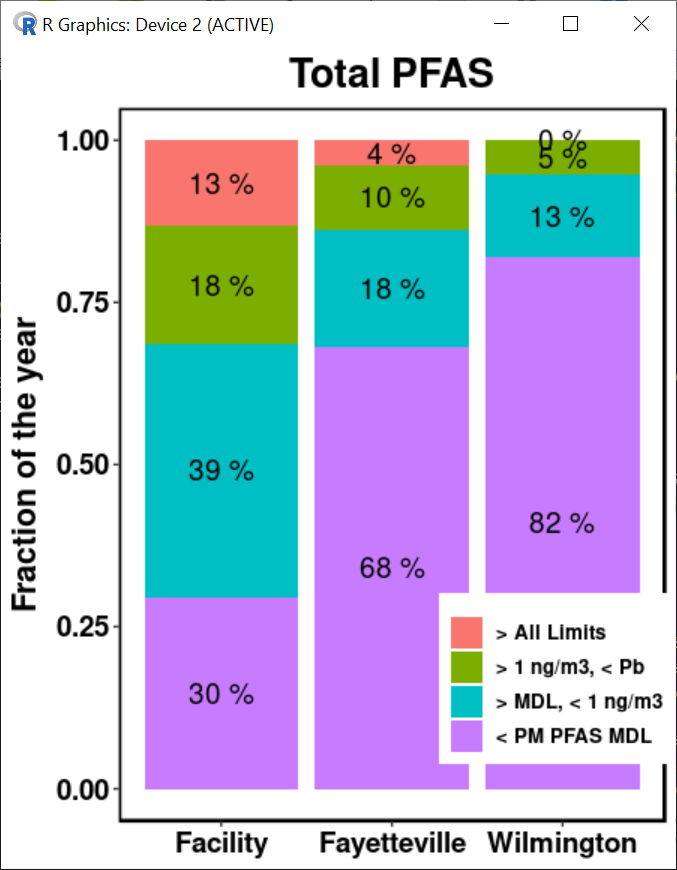 R Graphics: Device 2 (ACTIVE)
Total PFAS
Fraction of the year
1.00
0.75
0.50
0.25
0.00
13 %
18 %
39 %
30 %
4 %
10 %
18 %
68 %
0 %
5 %
13 %
82 %
> All Limits
> 1 ng/m3, < Pb
> MDL, < 1 ng/m3
< PM PFAS MDL
Facility
Fayetteville
Wilmington